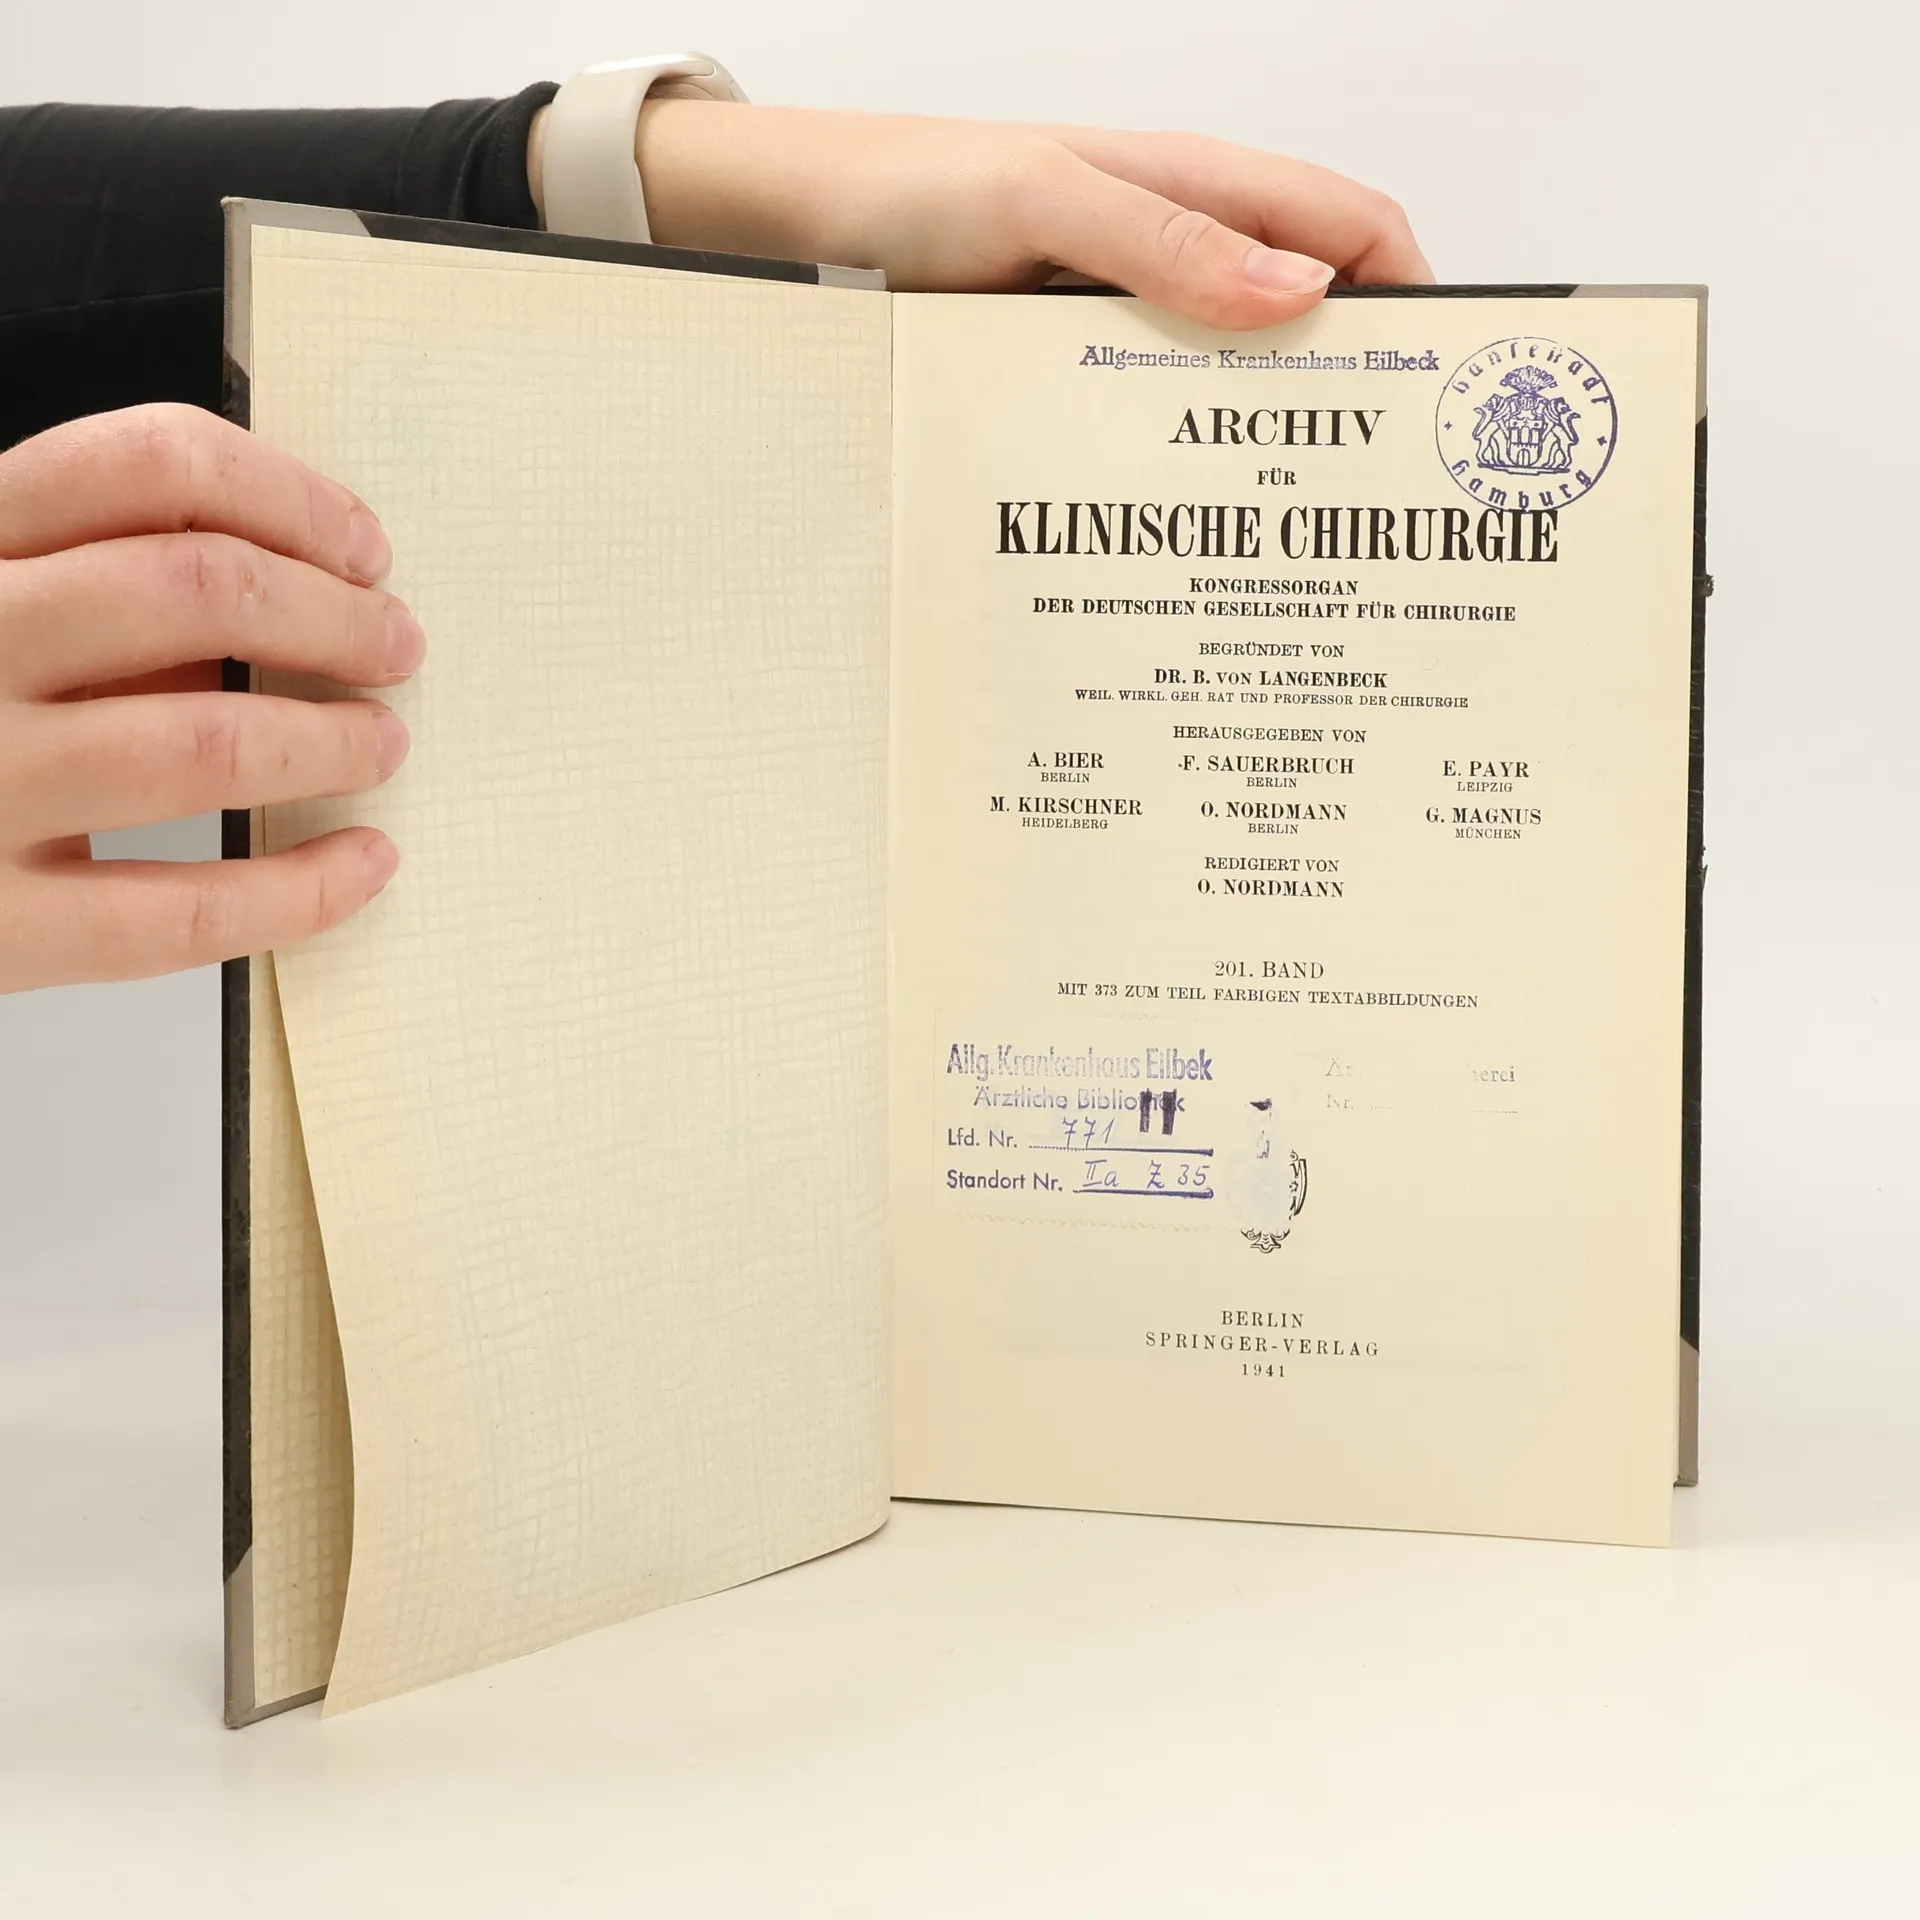 Allgemeines Krankenhaus Eilbeck
Hansestadt Hamburg
ARCHIV
FÜR
KLINISCHE CHIRURGIE
KONGRESSORGAN
DER DEUTSCHEN GESELLSCHAFT FÜR CHIRURGIE
BEGRÜNDET VON
DR. B. VON LANGENBECK
WEIL. WIRKL. GEH. RAT UND PROFESSOR DER CHIRURGIE
HERAUSGEGEBEN VON
A. BIER F. SAUERBRUCH E. PAYR
BERLIN BERLIN LEIPZIG
M. KIRSCHNER O. NORDMANN G. MAGNUS
HEIDELBERG BERLIN MÜNCHEN
REDIGIERT VON
O. NORDMANN
201. BAND
MIT 373 ZUM TEIL FARBIGEN TEXTABBILDUNGEN
Allg. Krankenhaus Eilbek
Ärztliche Bibliothek
Lfd. Nr. 771
Standort Nr. IIa Z 35
Nr.
BERLIN
SPRINGER-VERLAG
1941